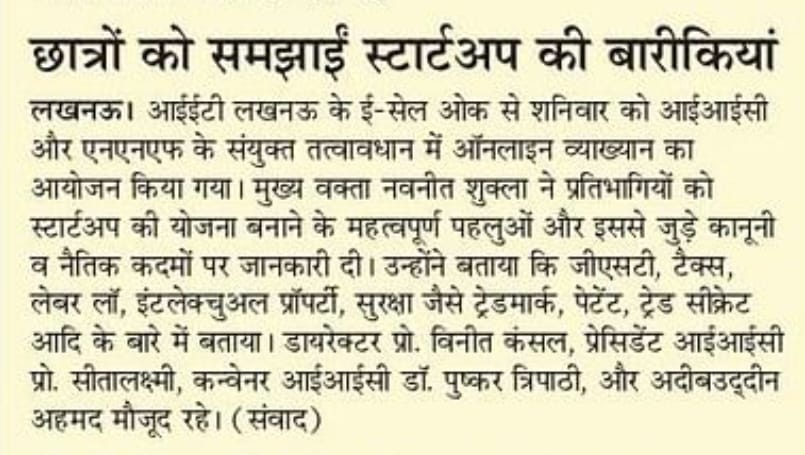 छात्रों को समझाईं स्टार्टअप की बारीकियां
लखनऊ। आईईटी लखनऊ के ई-सेल ओक से शनिवार को आईआईसी
और एनएनएफ के संयुक्त तत्वावधान में ऑनलाइन व्याख्यान का
आयोजन किया गया। मुख्य वक्ता नवनीत शुक्ला ने प्रतिभागियों को
स्टार्टअप की योजना बनाने के महत्वपूर्ण पहलुओं और इससे जुड़े कानूनी
व नैतिक कदमों पर जानकारी दी। उन्होंने बताया कि जीएसटी, टैक्स,
लेबर लॉ, इंटलेक्चुअल प्रॉपर्टी, सुरक्षा जैसे ट्रेडमार्क, पेटेंट, ट्रेड सीक्रेट
आदि के बारे में बताया। डायरेक्टर प्रो. विनीत कंसल, प्रेसिडेंट आईआईसी
प्रो. सीतालक्ष्मी, कन्वेनर आईआईसी डॉ. पुष्कर त्रिपाठी, और अदीबउद्दीन
अहमद मौजूद रहे। (संवाद)